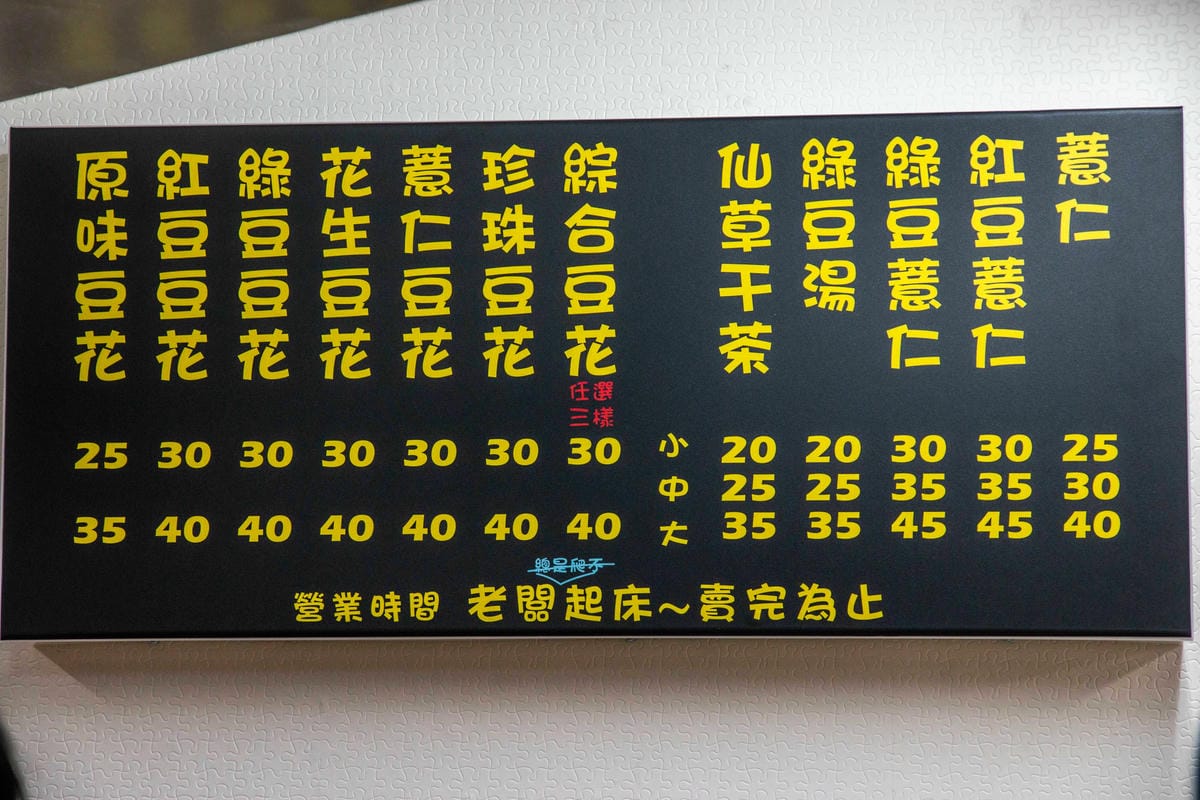 原味豆花
紅豆豆花
綠豆豆花
花生豆花
薏仁豆花
珍珠豆花
綜合豆花
任選
三樣
仙草干茶
綠豆湯
綠豆薏仁
紅豆薏仁
薏仁
25 30 30 30 30 30 30 小 20 20 30 30 25
中 25 25 35 35 30
35 40 40 40 40 40 40 大 35 35 45 45 40
總是爬不
營業時間 老闆起床~賣完為止